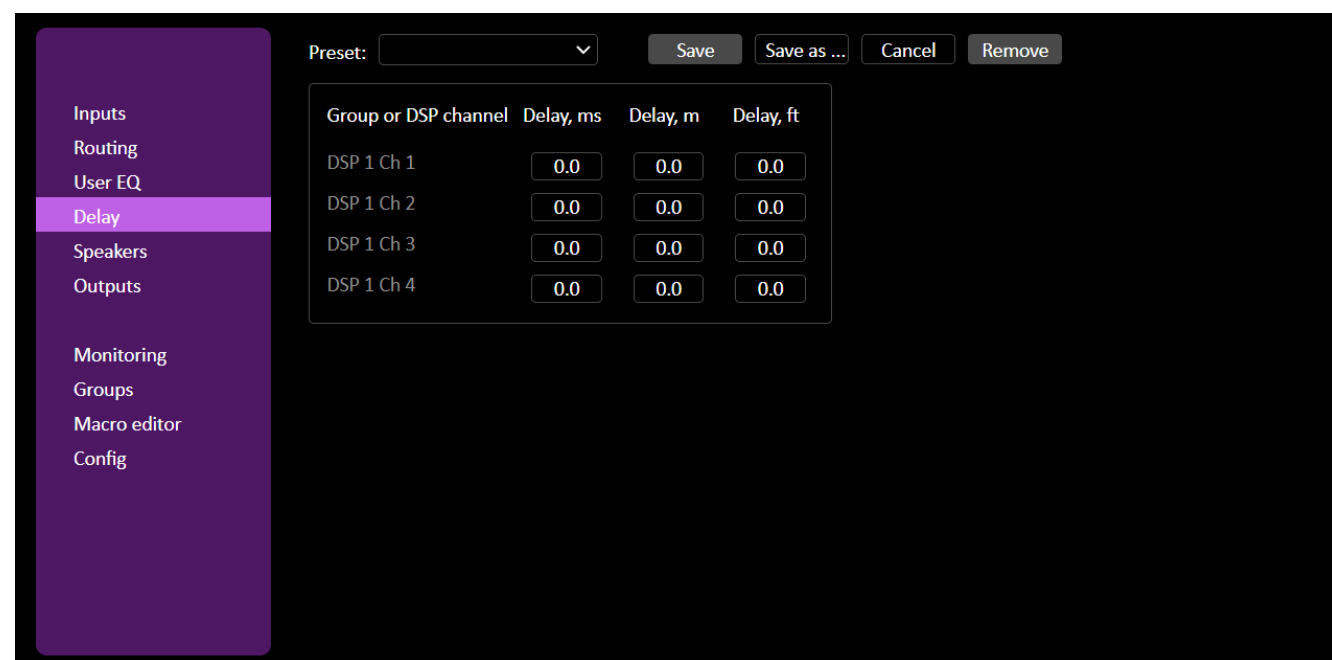 Inputs
Routing
User EQ
Delay
Speakers
Outputs
Monitoring
Groups
Macro editor
Config
Preset: Save Save as ... Cancel Remove
Group or DSP channel Delay, ms Delay, m Delay, ft
DSP 1 Ch 1 0.0 0.0 0.0
DSP 1 Ch 2 0.0 0.0 0.0
DSP 1 Ch 3 0.0 0.0 0.0
DSP 1 Ch 4 0.0 0.0 0.0